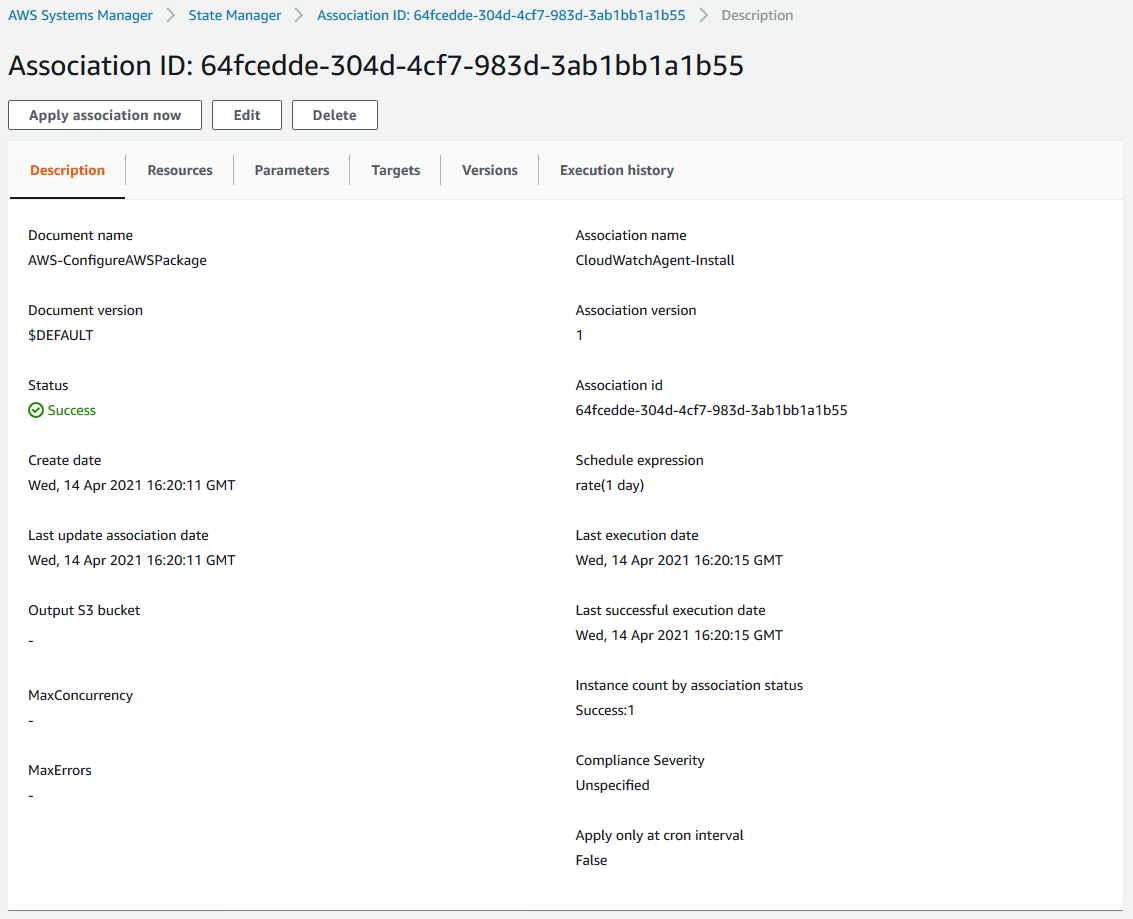 AWS Systems Manager > State Manager > Association ID: 64fcedde-304d-4cf7-983d-3ab1bb1a1b55 > Description
Association ID: 64fcedde-304d-4cf7-983d-3ab1bb1a1b55
Apply association now Edit Delete
Description Resources Parameters Targets Versions Execution history
Document name
AWS-ConfigureAWSPackage
Association name
CloudWatchAgent-Install
Document version
$DEFAULT
Association version
1
Status
Success
Association id
64fcedde-304d-4cf7-983d-3ab1bb1a1b55
Create date
Wed, 14 Apr 2021 16:20:11 GMT
Schedule expression
rate(1 day)
Last update association date
Wed, 14 Apr 2021 16:20:11 GMT
Last execution date
Wed, 14 Apr 2021 16:20:15 GMT
Output S3 bucket
-
Last successful execution date
Wed, 14 Apr 2021 16:20:15 GMT
MaxConcurrency
-
Instance count by association status
Success:1
MaxErrors
-
Compliance Severity
Unspecified
Apply only at cron interval
False